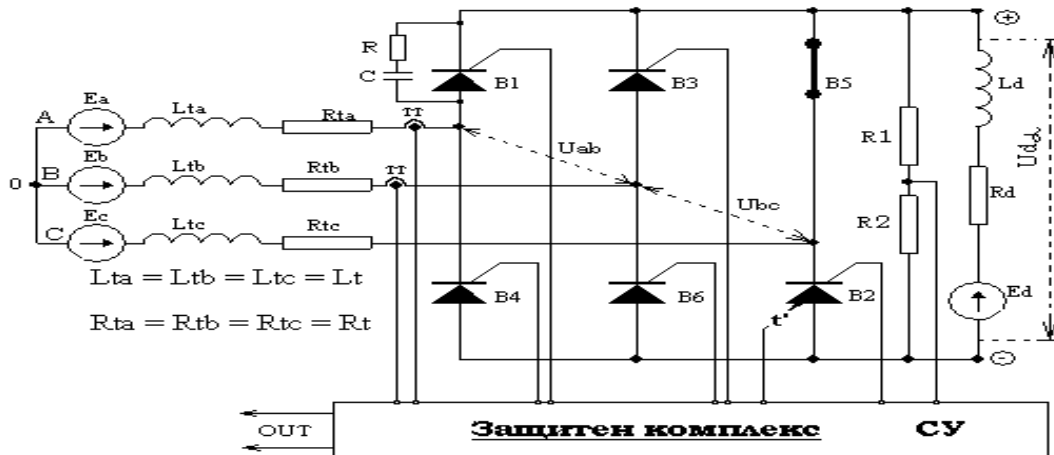 R
C
B1
B3
B5
Ld
Ea
Lta
Rta
TT
A
R1
Udα
Uab
Eb
Ltb
Rtb
TT
B
0
Rd
Ubc
Ec
Ltc
Rtc
C
R2
Lta = Ltb = Ltc = Lt
B4
B6
B2
Ed
Rta = Rtb = Rtc = Rt
t°
OUT
Защитен комплекс СУ